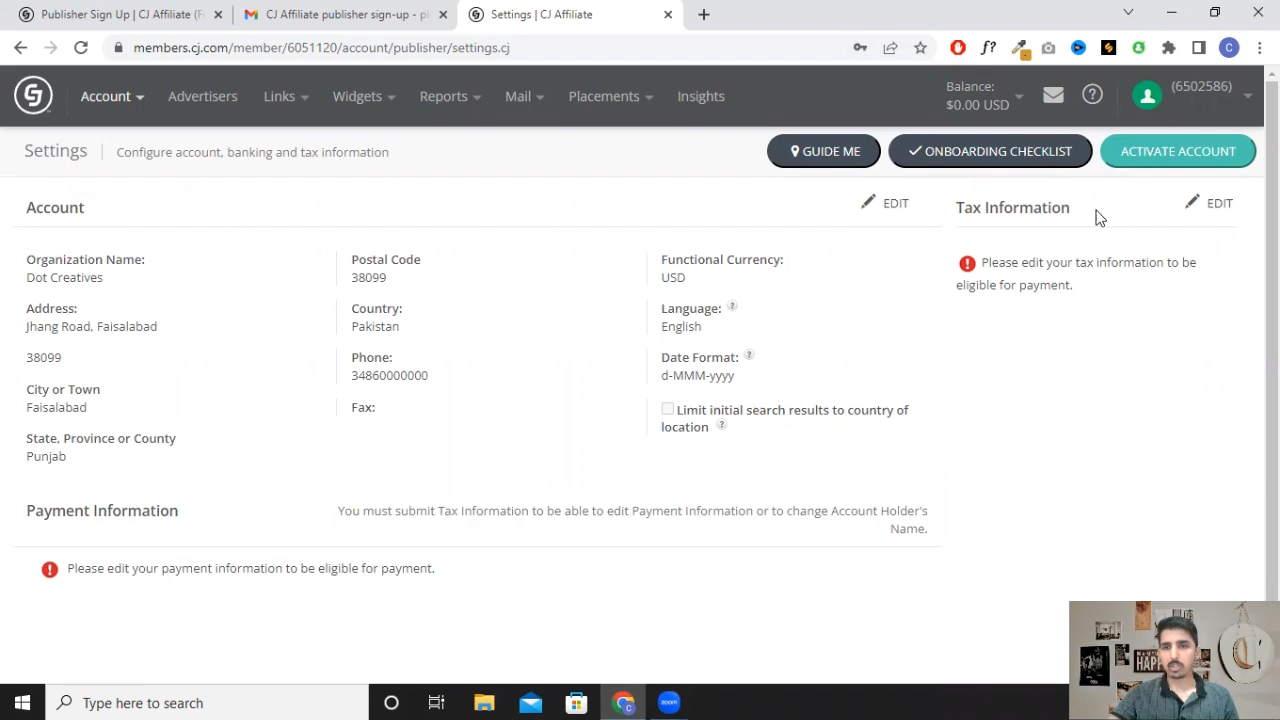 Publisher Sign Up | CJ Affiliate (F
CJ Affiliate publisher sign-up - pl
Settings | CJ Affiliate
members.cj.com/member/6051120/account/publisher/settings.cj
Account
Advertisers
Links
Widgets
Reports
Mail
Placements
Insights
Balance:
$0.00 USD
(6502586)
Settings
Configure account, banking and tax information
GUIDE ME
ONBOARDING CHECKLIST
ACTIVATE ACCOUNT
Account
EDIT
Organization Name:
Dot Creatives
Address:
Jhang Road, Faisalabad
38099
City or Town
Faisalabad
State, Province or County
Punjab
Postal Code
38099
Country:
Pakistan
Phone:
34860000000
Fax:
Functional Currency:
USD
Language:
English
Date Format:
d-MMM-yyyy
Limit initial search results to country of
location
Tax Information
EDIT
Please edit your tax information to be
eligible for payment.
Payment Information
You must submit Tax Information to be able to edit Payment Information or to change Account Holder's
Name.
Please edit your payment information to be eligible for payment.
Type here to search
zoom